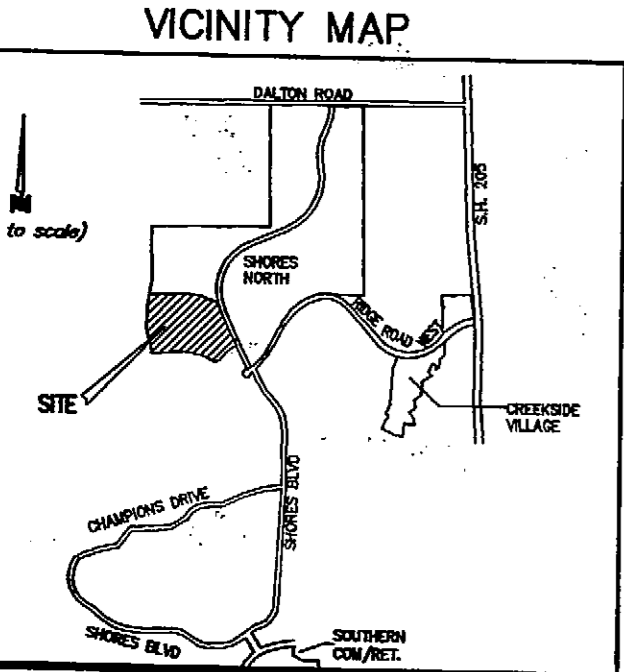 VICINITY MAP
DALTON ROAD
S.H. 205
N
to scale)
SHORES
NORTH
RIDGE ROAD WEST
SITE
CREEKSIDE
VILLAGE
CHAMPIONS DRIVE
SHORES BLVD
SHORES BLVD
SOUTHERN
COM/RET.